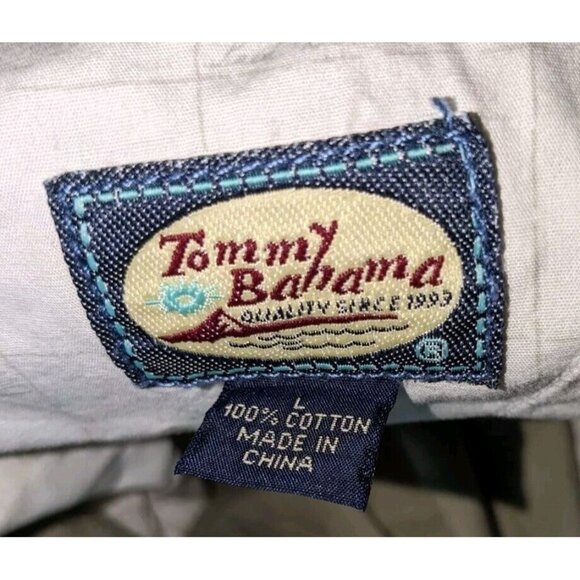 Tommy
Bahama
QUALITY SINCE 1993
®
L
100% COTTON
MADE IN
CHINA